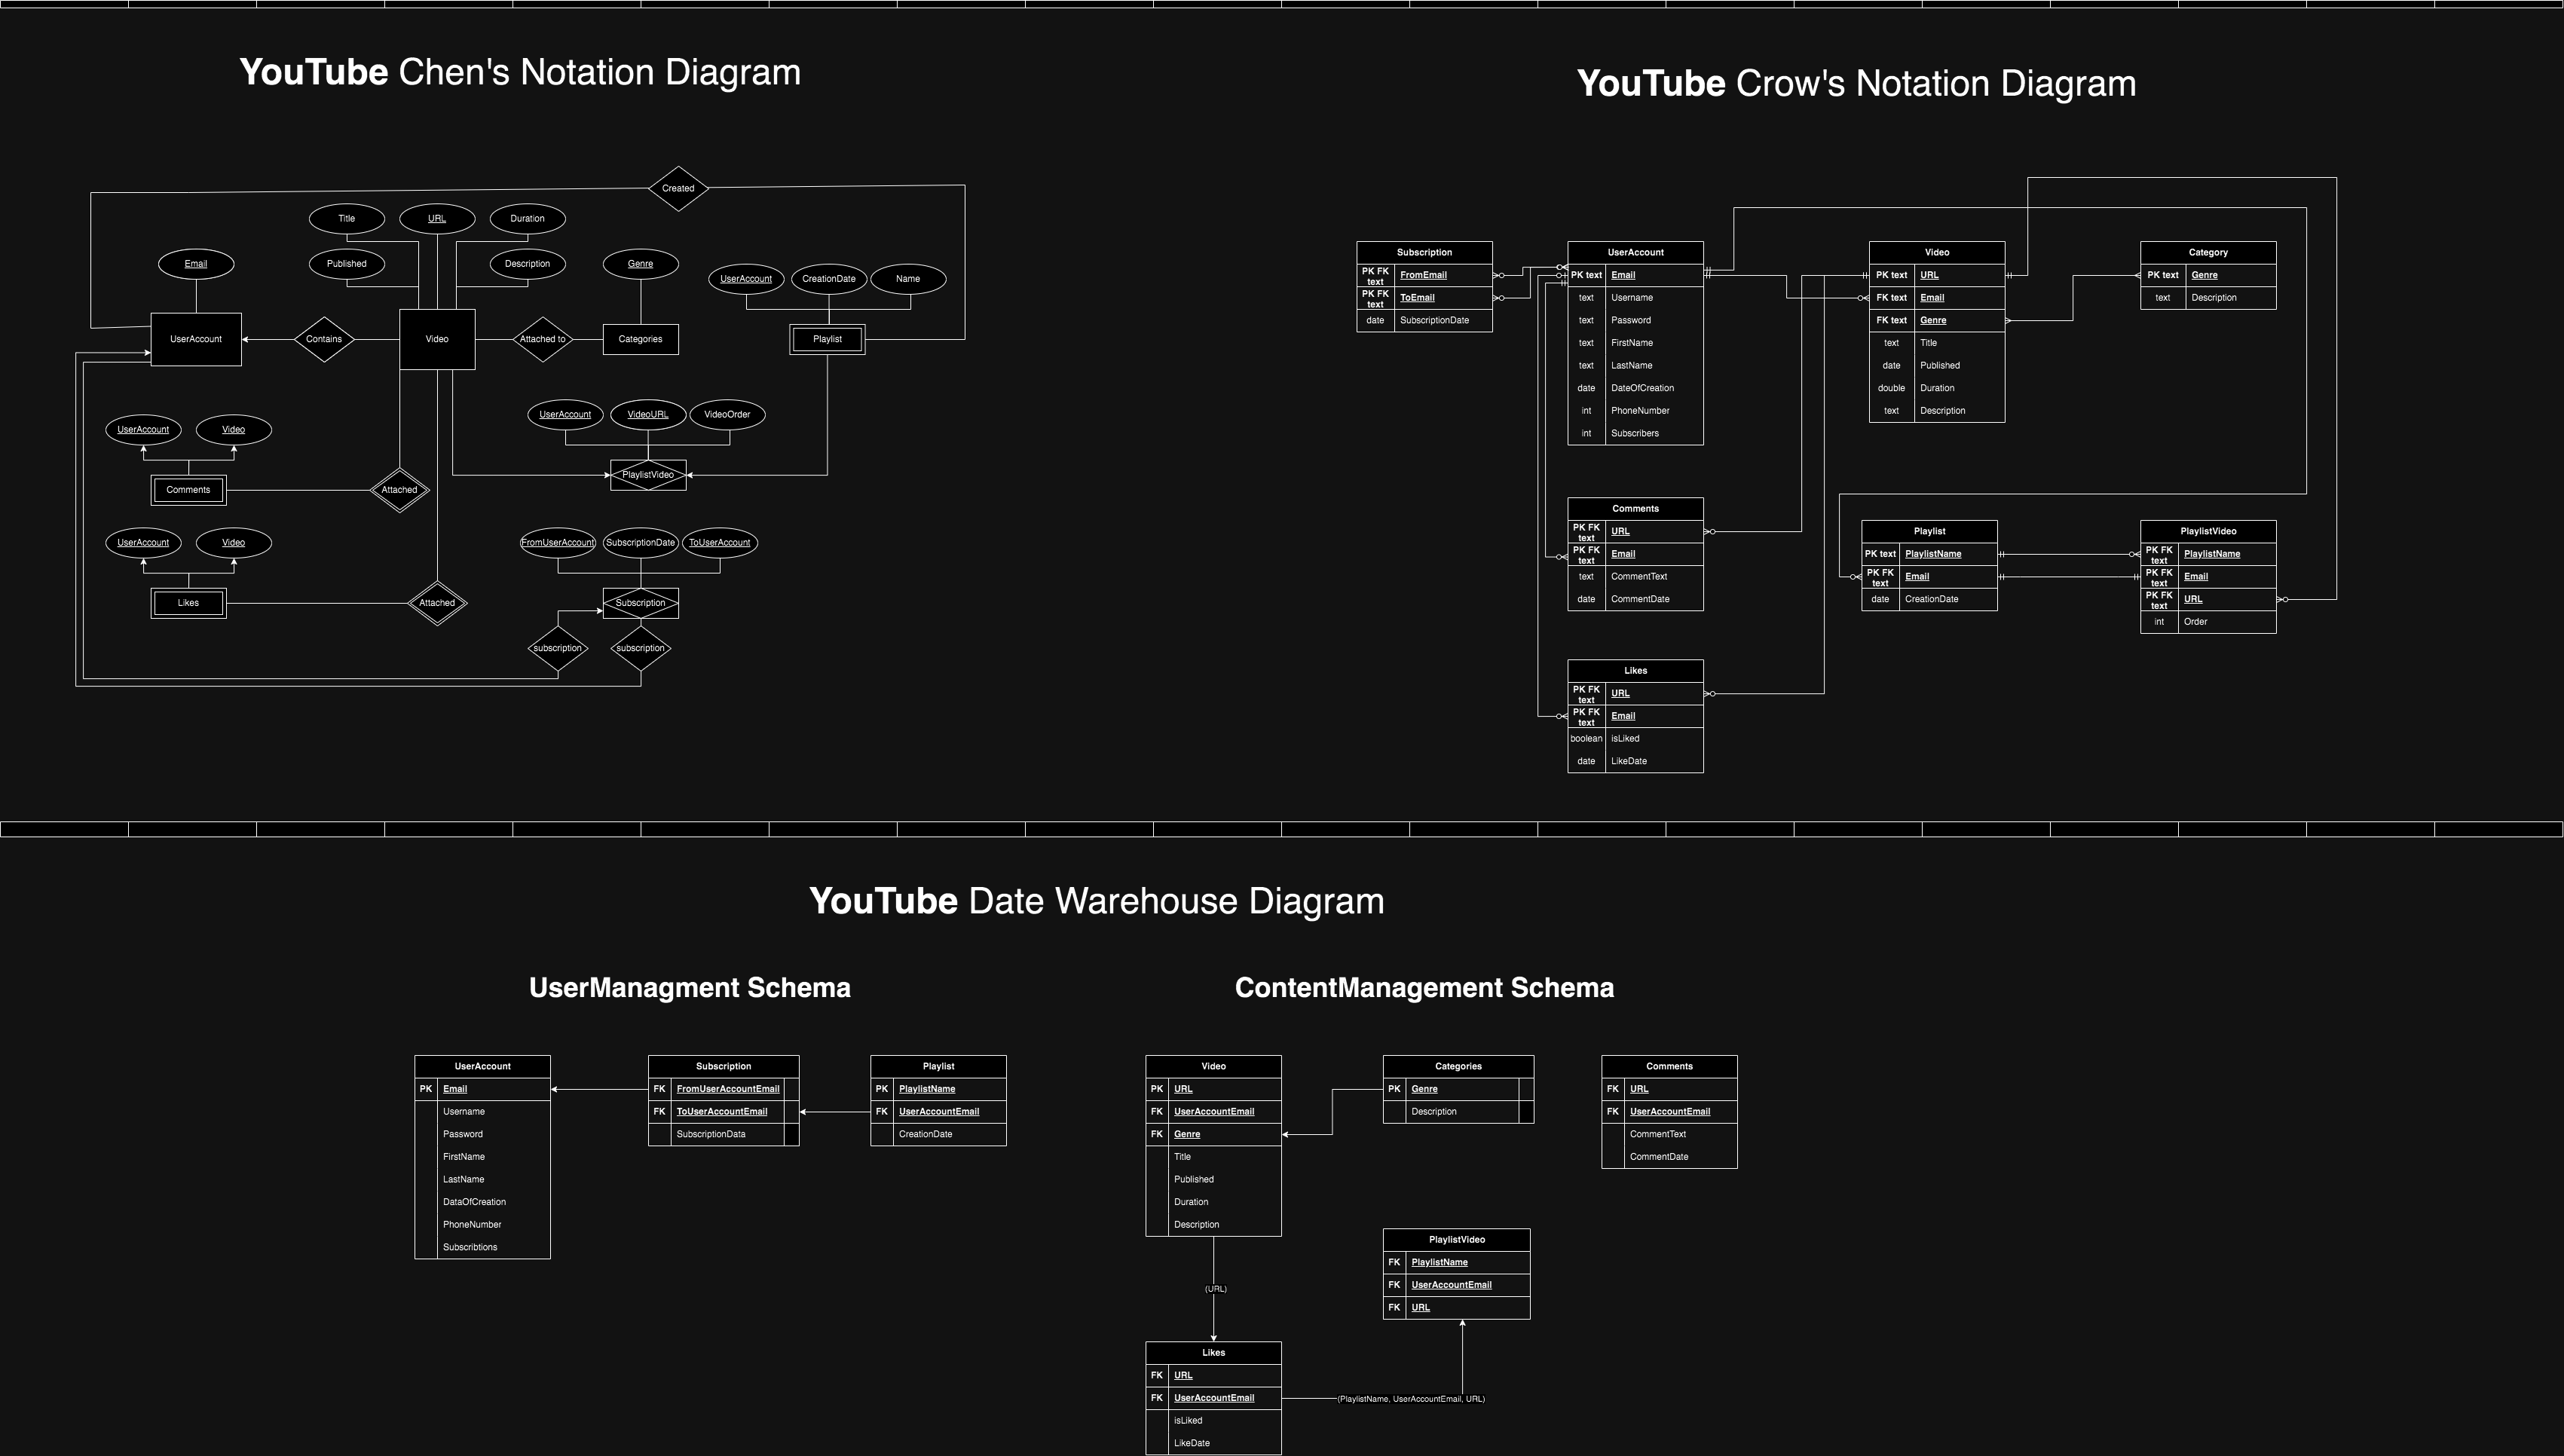 YouTube Chen's Notation Diagram
YouTube Crow's Notation Diagram
Created
Title
URL
Duration
Email
Published
Description
Genre
UserAccount
CreationDate
Name
UserAccount
Contains
Video
Attached to
Categories
Playlist
UserAccount
Video
UserAccount
VideoURL
VideoOrder
Comments
Attached
PlaylistVideo
UserAccount
Video
FromUserAccount
SubscriptionDate
ToUserAccount
Likes
Attached
Subscription
subscription
subscription
Subscription
PK FK
text
FromEmail
PK FK
text
ToEmail
date
SubscriptionDate
UserAccount
PK text
Email
text
Username
text
Password
text
FirstName
text
LastName
date
DateOfCreation
int
PhoneNumber
int
Subscribers
Video
PK text
URL
FK text
Email
FK text
Genre
text
Title
date
Published
double
Duration
text
Description
Category
PK text
Genre
text
Description
Comments
PK FK
text
URL
PK FK
text
Email
text
CommentText
date
CommentDate
Playlist
PK text
PlaylistName
PK FK
text
Email
date
CreationDate
PlaylistVideo
PK FK
text
PlaylistName
PK FK
text
Email
PK FK
text
URL
int
Order
Likes
PK FK
text
URL
PK FK
text
Email
boolean
isLiked
date
LikeDate
YouTube Date Warehouse Diagram
UserManagment Schema
ContentManagement Schema
UserAccount
PK
Email
Username
Password
FirstName
LastName
DataOfCreation
PhoneNumber
Subscribtions
Subscription
FK
FromUserAccountEmail
FK
ToUserAccountEmail
SubscriptionData
Playlist
PK
PlaylistName
FK
UserAccountEmail
CreationDate
Video
PK
URL
FK
UserAccountEmail
FK
Genre
Title
Published
Duration
Description
Categories
PK
Genre
Description
Comments
FK
URL
FK
UserAccountEmail
CommentText
CommentDate
PlaylistVideo
FK
PlaylistName
FK
UserAccountEmail
FK
URL
(URL)
Likes
FK
URL
FK
UserAccountEmail
isLiked
LikeDate
(PlaylistName, UserAccountEmail, URL)